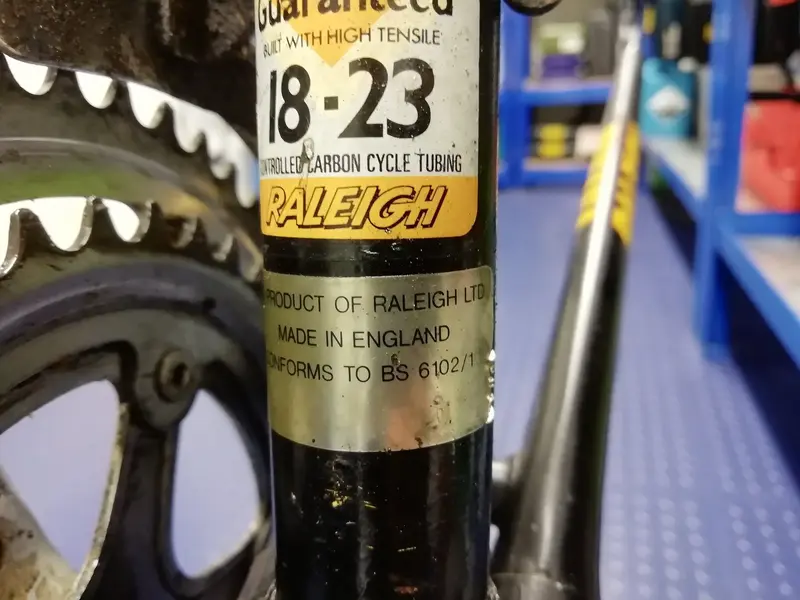 Guaranteed
BUILT WITH HIGH TENSILE
18-23
CONTROLLED CARBON CYCLE TUBING
RALEIGH
PRODUCT OF RALEIGH LTD
MADE IN ENGLAND
CONFORMS TO BS 6102/1